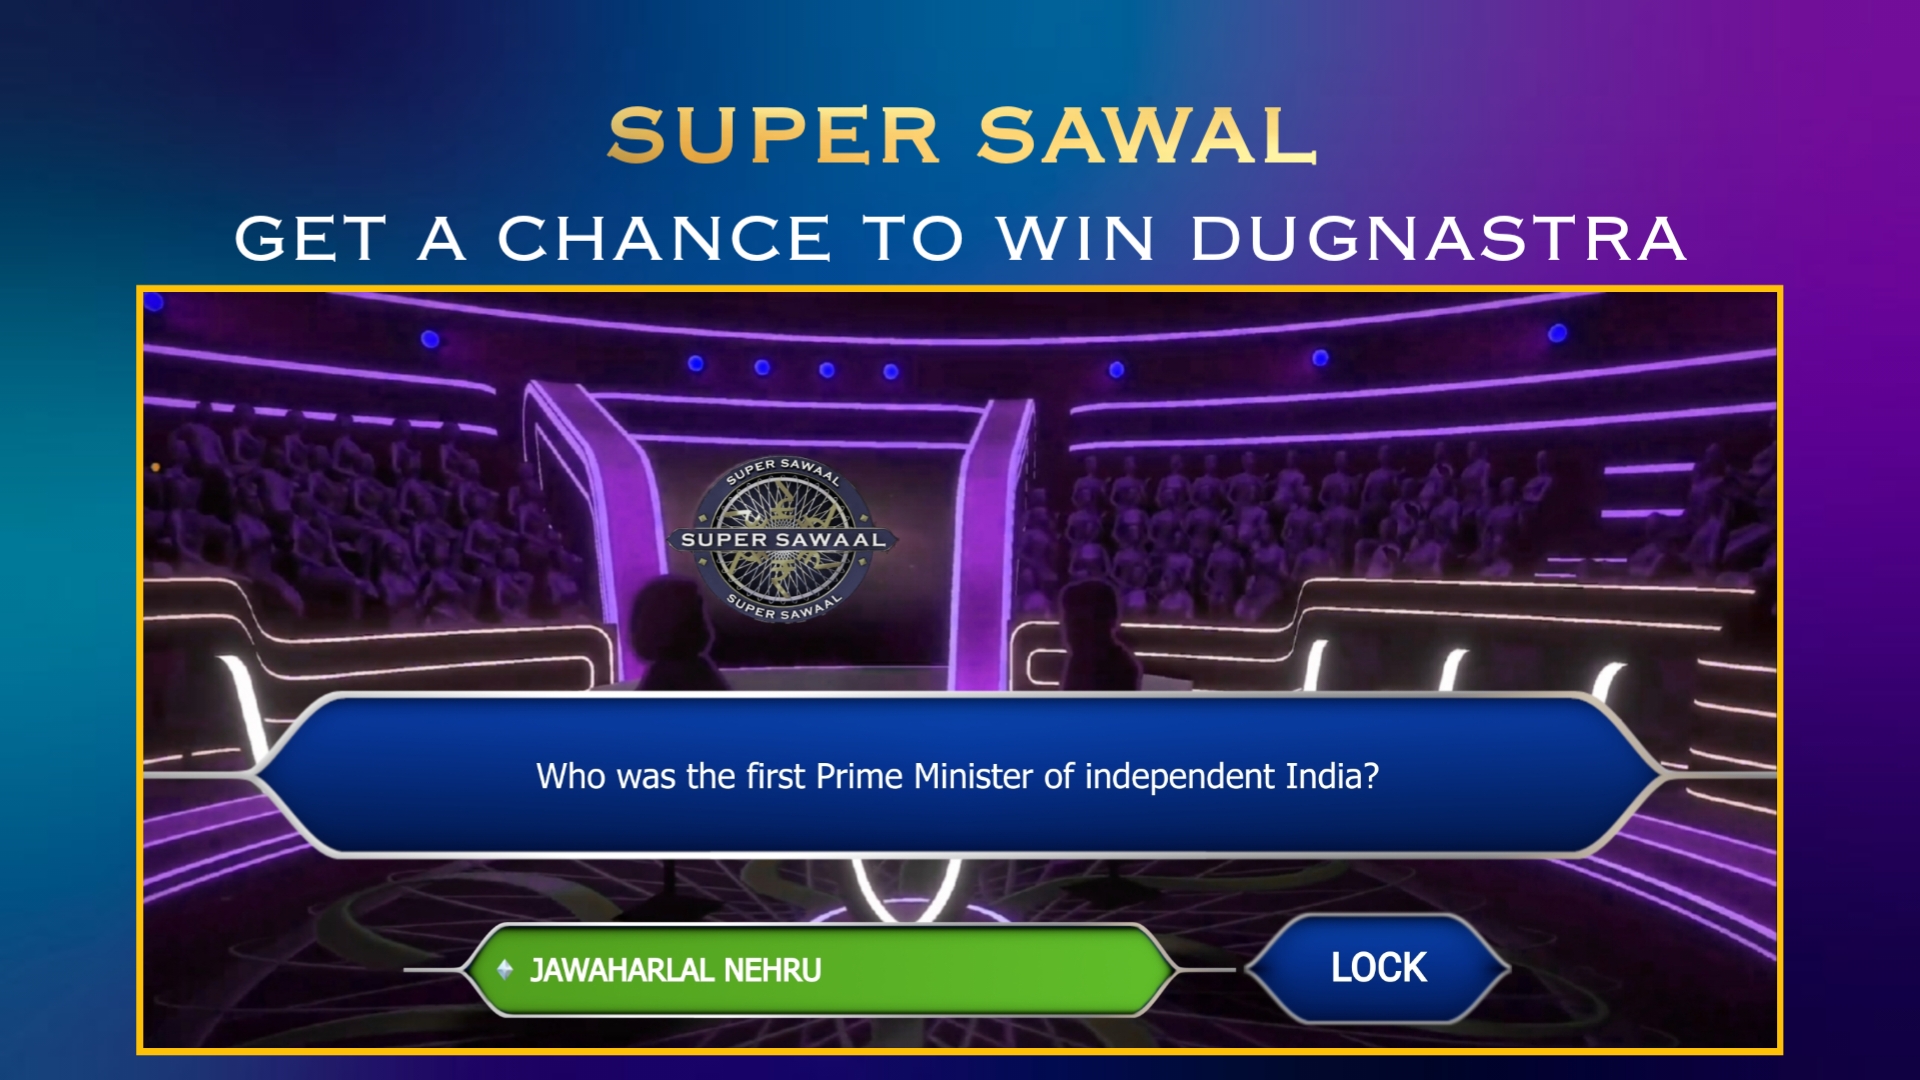 SUPER SAWAL
GET A CHANCE TO WIN DUGNASTRA
SUPER SAWAAL
SUPER SAWAAL
SUPER SAWAAL
Who was the first Prime Minister of independent India?
JAWAHARLAL NEHRU
LOCK